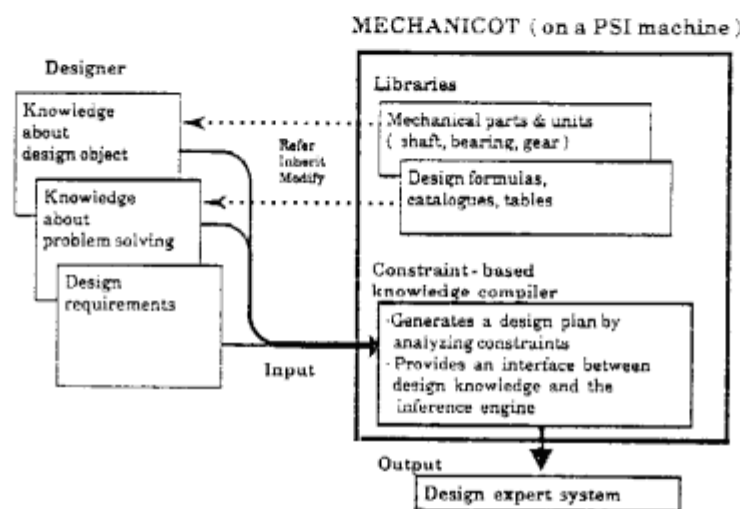 MECHANICOT ( on a PSI machine )
Designer
Knowledge
about
design object
Knowledge
about
problem solving
Design
requirements
Refer
Inherit
Modify
Input
Libraries
Mechanical parts & units
( shaft, bearing, gear )
Design formulas,
catalogues, tables
Constraint - based
knowledge compiler
·Generates a design plan by
analyzing constraints
·Provides an interface between
design knowledge and the
inference engine
Output
Design expert system